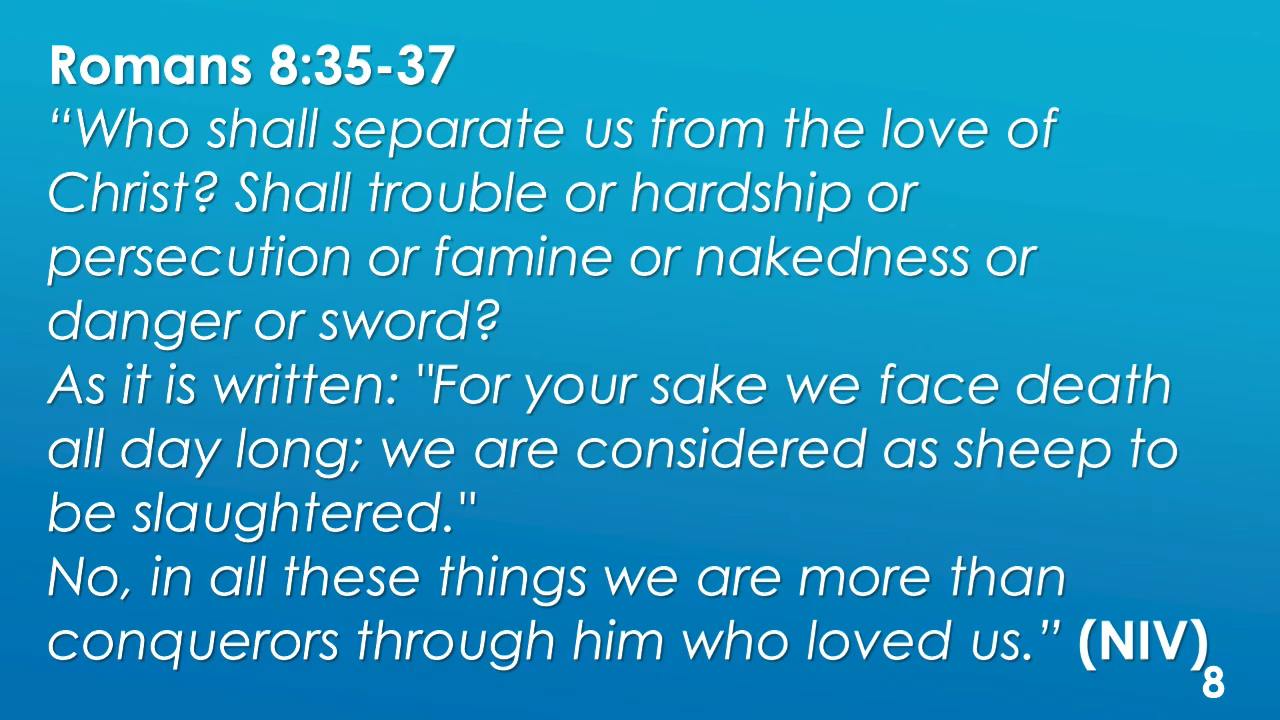 Romans 8:35-37
“Who shall separate us from the love of
Christ? Shall trouble or hardship or
persecution or famine or nakedness or
danger or sword?
As it is written: "For your sake we face death
all day long; we are considered as sheep to
be slaughtered."
No, in all these things we are more than
conquerors through him who loved us.” (NIV)
8